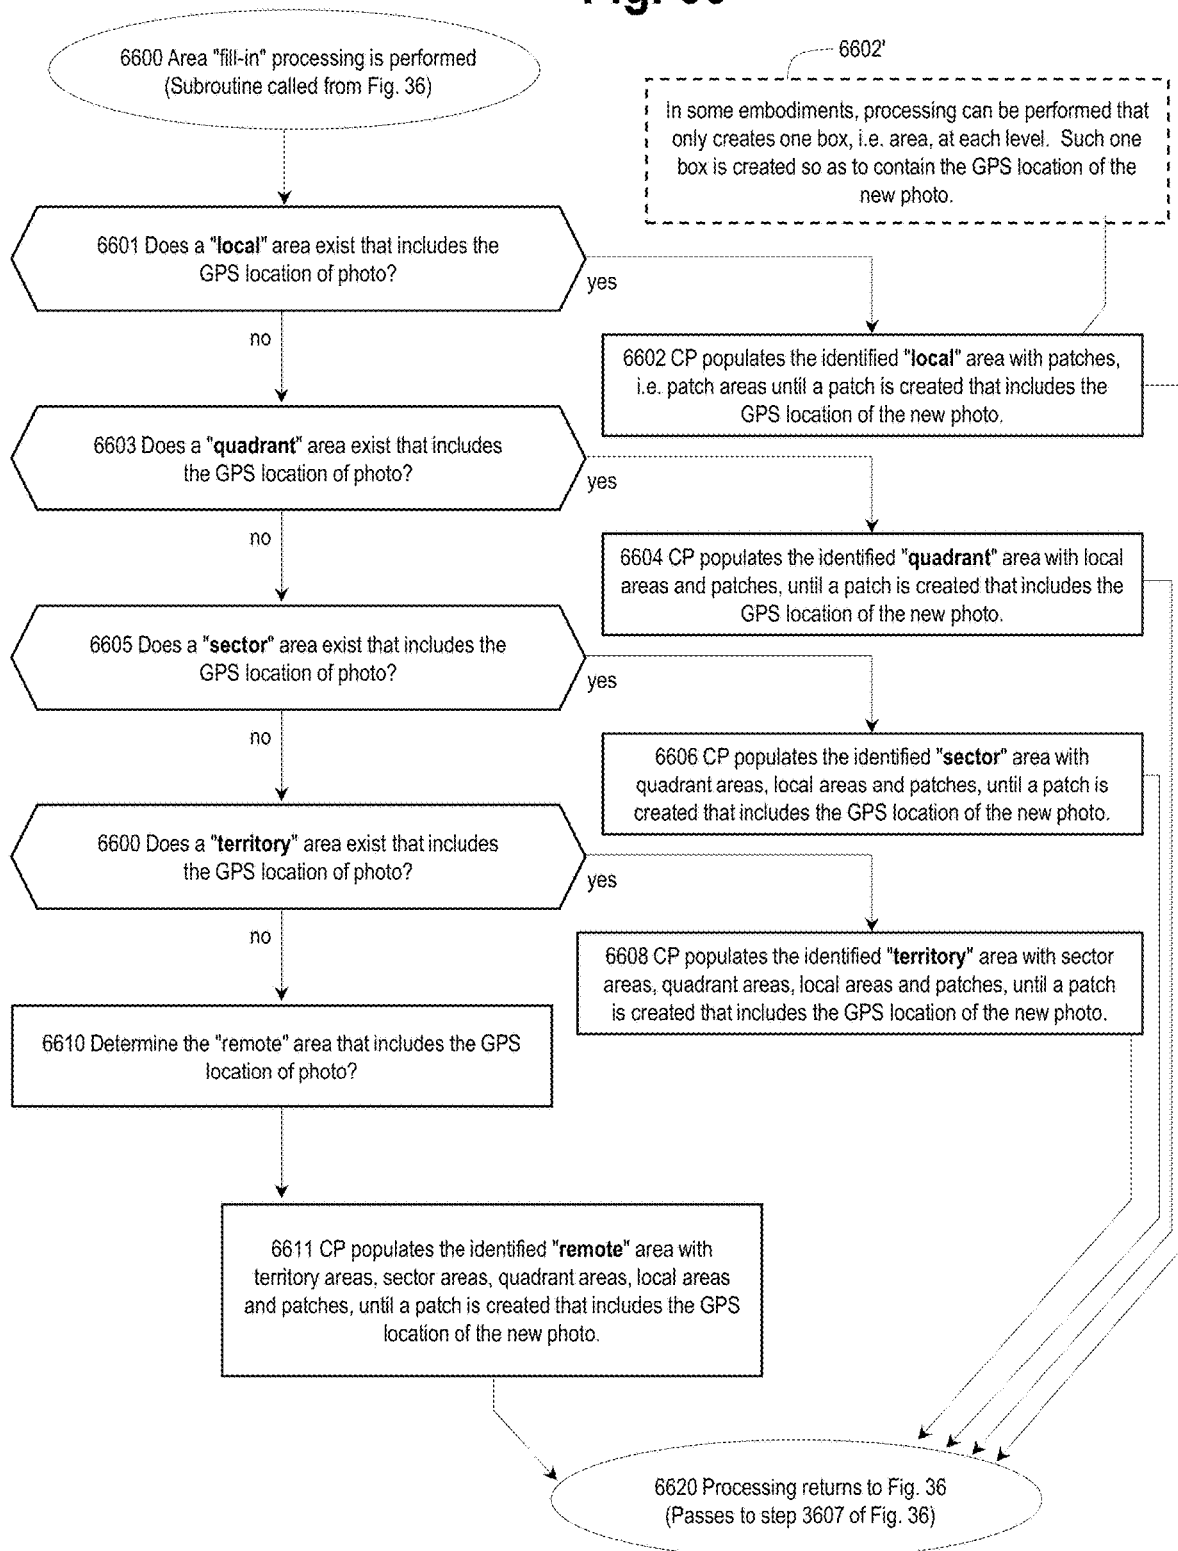 Fig.
6600 Area "fill-in" processing is performed
(Subroutine called from Fig. 36)
6602'
In some embodiments, processing can be performed that
only creates one box, i.e. area, at each level. Such one
box is created so as to contain the GPS location of the
new photo.
6601 Does a "local" area exist that includes the
GPS location of photo?
yes
no
6602 CP populates the identified "local" area with patches,
i.e. patch areas until a patch is created that includes the
GPS location of the new photo.
6603 Does a "quadrant" area exist that includes
the GPS location of photo?
yes
no
6604 CP populates the identified "quadrant" area with local
areas and patches, until a patch is created that includes the
GPS location of the new photo.
6605 Does a "sector" area exist that includes the
GPS location of photo?
yes
no
6606 CP populates the identified "sector" area with
quadrant areas, local areas and patches, until a patch is
created that includes the GPS location of the new photo.
6600 Does a "territory" area exist that includes
the GPS location of photo?
yes
no
6608 CP populates the identified "territory" area with sector
areas, quadrant areas, local areas and patches, until a patch
is created that includes the GPS location of the new photo.
6610 Determine the "remote" area that includes the GPS
location of photo?
6611 CP populates the identified "remote" area with
territory areas, sector areas, quadrant areas, local areas
and patches, until a patch is created that includes the GPS
location of the new photo.
6620 Processing returns to Fig. 36
(Passes to step 3607 of Fig. 36)